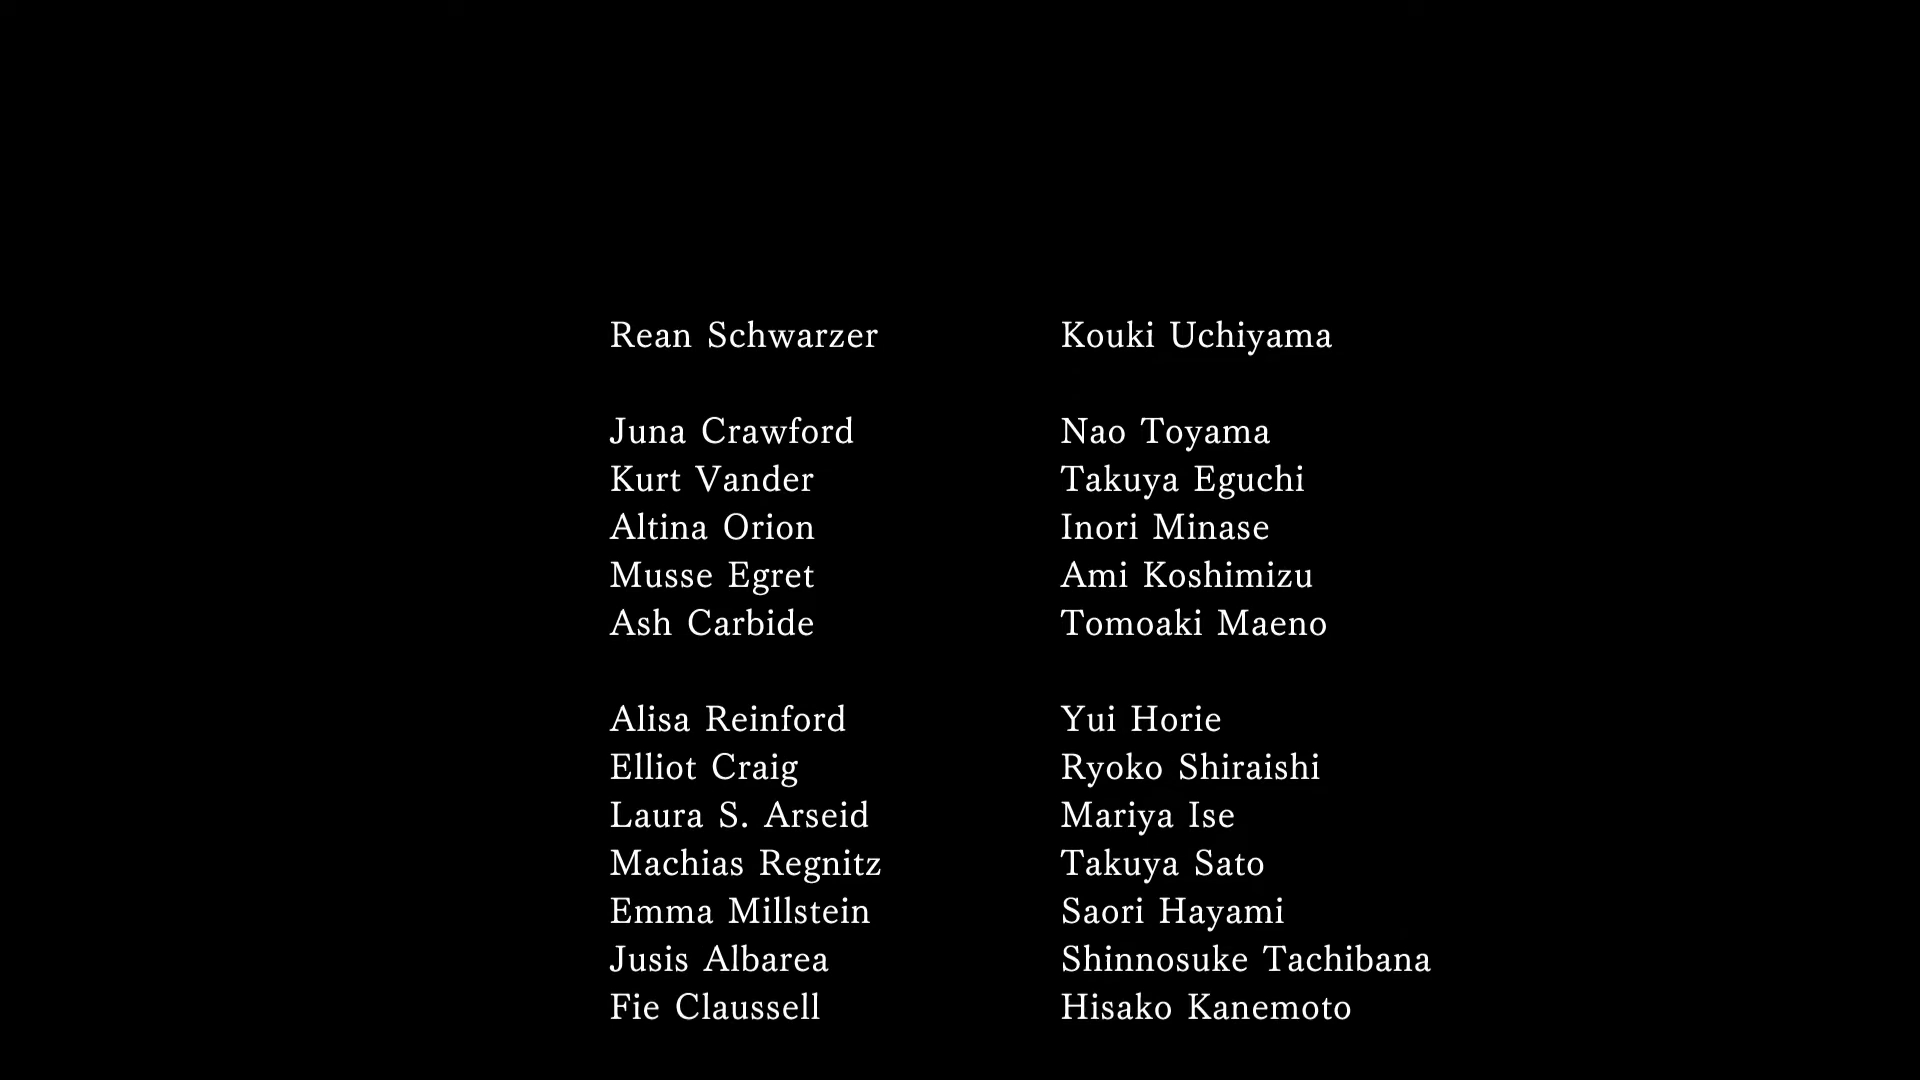 Rean Schwarzer Kouki Uchiyama
Juna Crawford Nao Toyama
Kurt Vander Takuya Eguchi
Altina Orion Inori Minase
Musse Egret Ami Koshimizu
Ash Carbide Tomoaki Maeno
Alisa Reinford Yui Horie
Elliot Craig Ryoko Shiraishi
Laura S. Arseid Mariya Ise
Machias Regnitz Takuya Sato
Emma Millstein Saori Hayami
Jusis Albarea Shinnosuke Tachibana
Fie Claussell Hisako Kanemoto